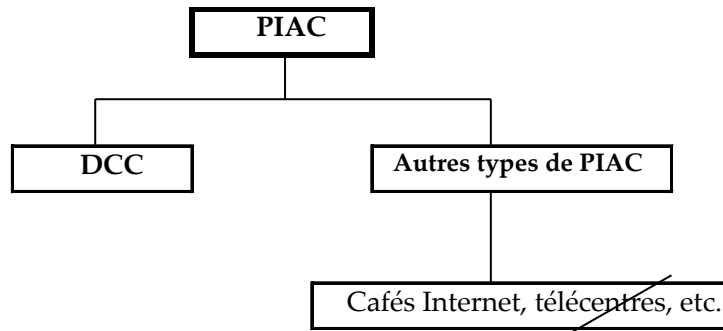 PIAC
DCC
Autres types de PIAC
Cafés Internet, télécentres, etc.